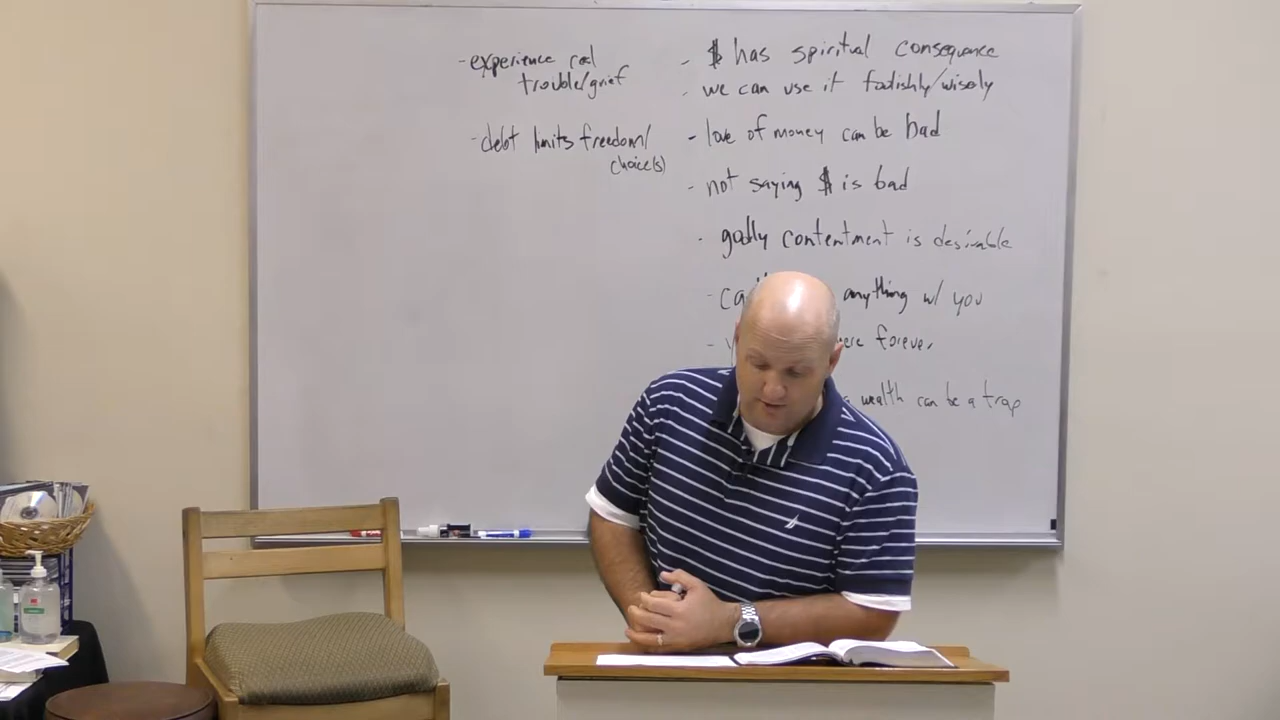 - experience real
trouble/grief
- debt limits freedom/
choice(s)
- $ has spiritual consequence
- we can use it foolishly/wisely
- love of money can be bad
- not saying $ is bad
- godly contentment is desirable
- ca anything w/ you
- forever.
wealth can be a trap